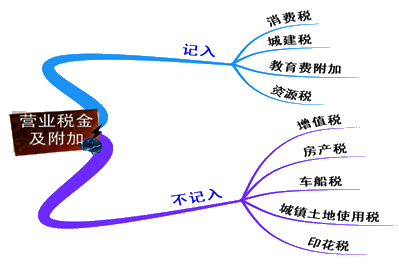 营业税金
及附加
记入
消费税
城建税
教育费附加
资源税
不记入
增值税
房产税
车船税
城镇土地使用税
印花税